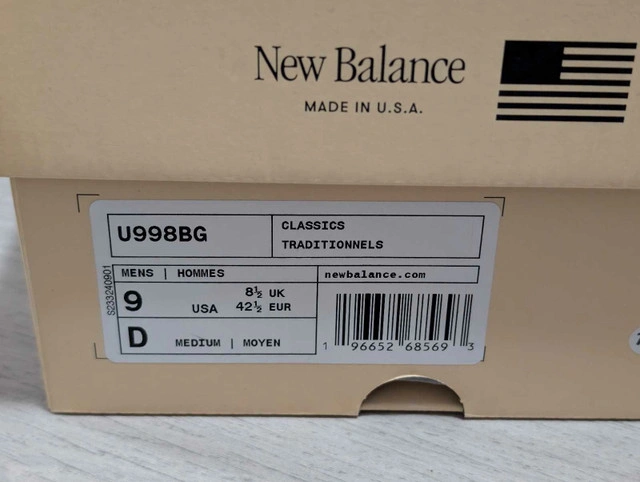 New Balance
MADE IN U.S.A.
U998BG
CLASSICS
TRADITIONNELS
MENS | HOMMES
newbalance.com
9 USA 8½ UK
42½ EUR
D MEDIUM | MOYEN
S233240901
1 96652 68569 3